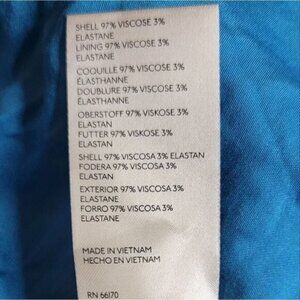 SHELL 97% VISCOSE 3%
ELASTANE
LINING 97% VISCOSE 3%
ELASTANE
COQUILLE 97% VISCOSE 3%
ÉLASTHANNE
DOUBLURE 97% VISCOSE 3%
ÉLASTHANNE
OBERSTOFF 97% VISKOSE 3%
ELASTAN
FUTTER 97% VISKOSE 3%
ELASTAN
SHELL 97% VISCOSA 3% ELASTAN
FODERA 97% VISCOSA 3%
ELASTAN
EXTERIOR 97% VISCOSA 3%
ELASTANE
FORRO 97% VISCOSA 3%
ELASTANE
MADE IN VIETNAM
HECHO EN VIETNAM
RN 66170